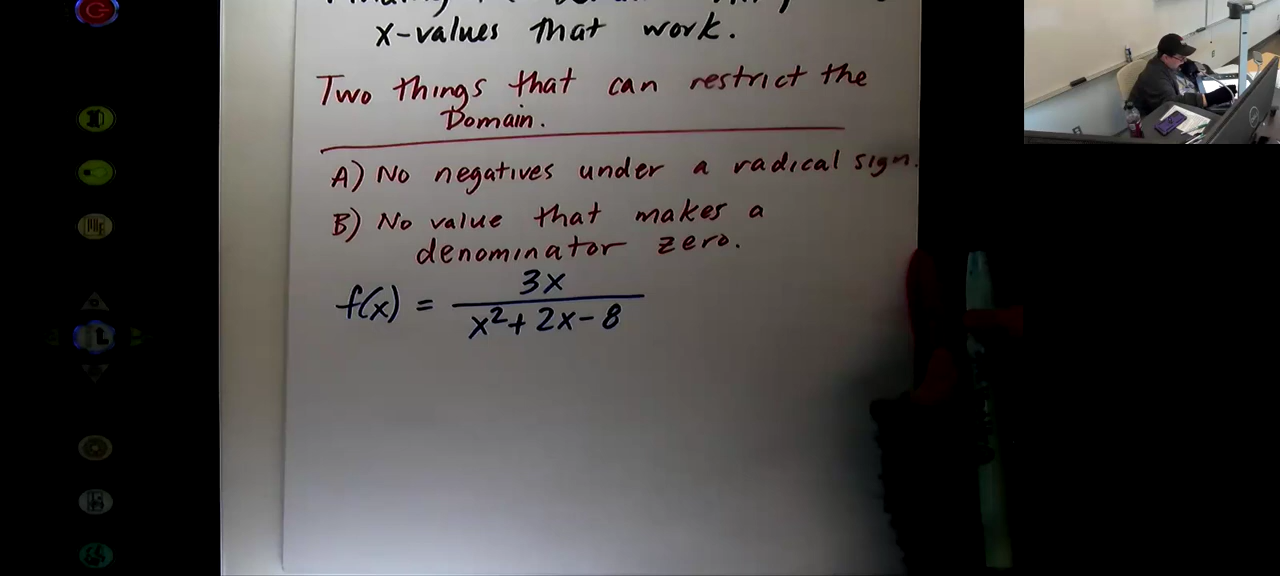 x-values that work.
Two things that can restrict the
Domain.
A) No negatives under a radical sign.
B) No value that makes a
denominator zero.
f(x) = 3x / x²+2x-8